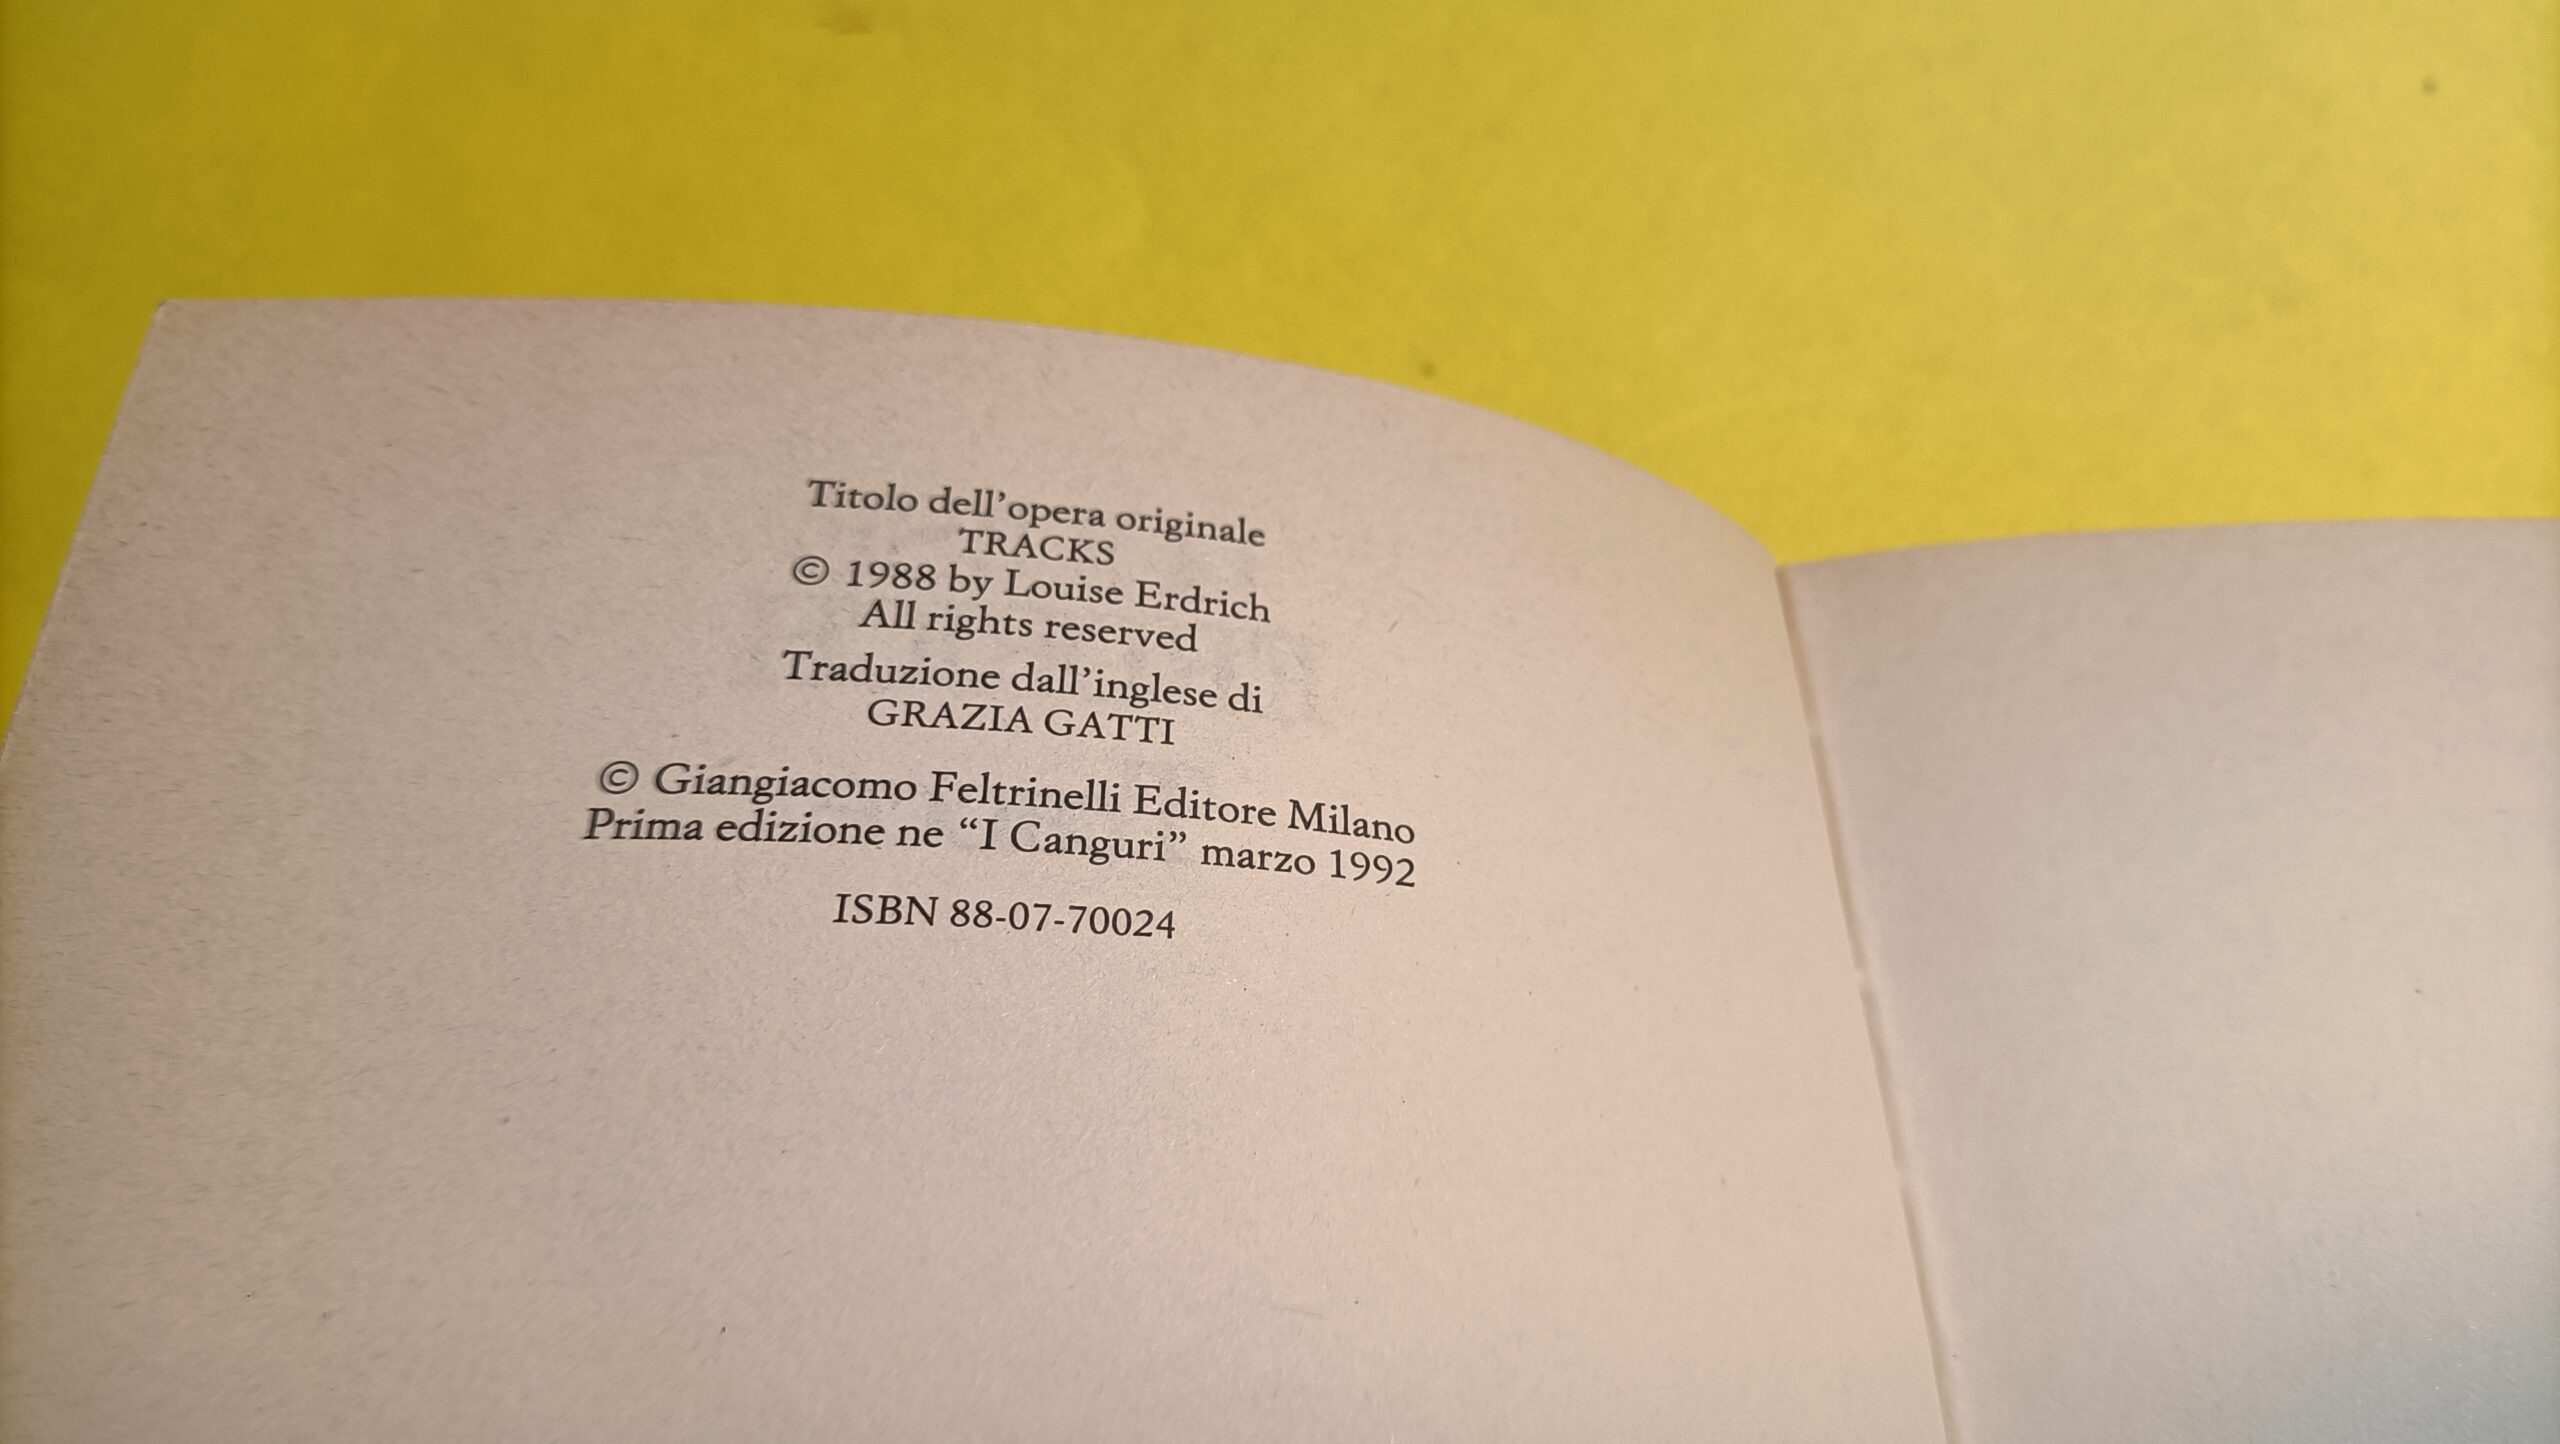 Titolo dell’opera originale
TRACKS
© 1988 by Louise Erdrich
All rights reserved
Traduzione dall’inglese di
GRAZIA GATTI
© Giangiacomo Feltrinelli Editore Milano
Prima edizione ne “I Canguri” marzo 1992
ISBN 88-07-70024